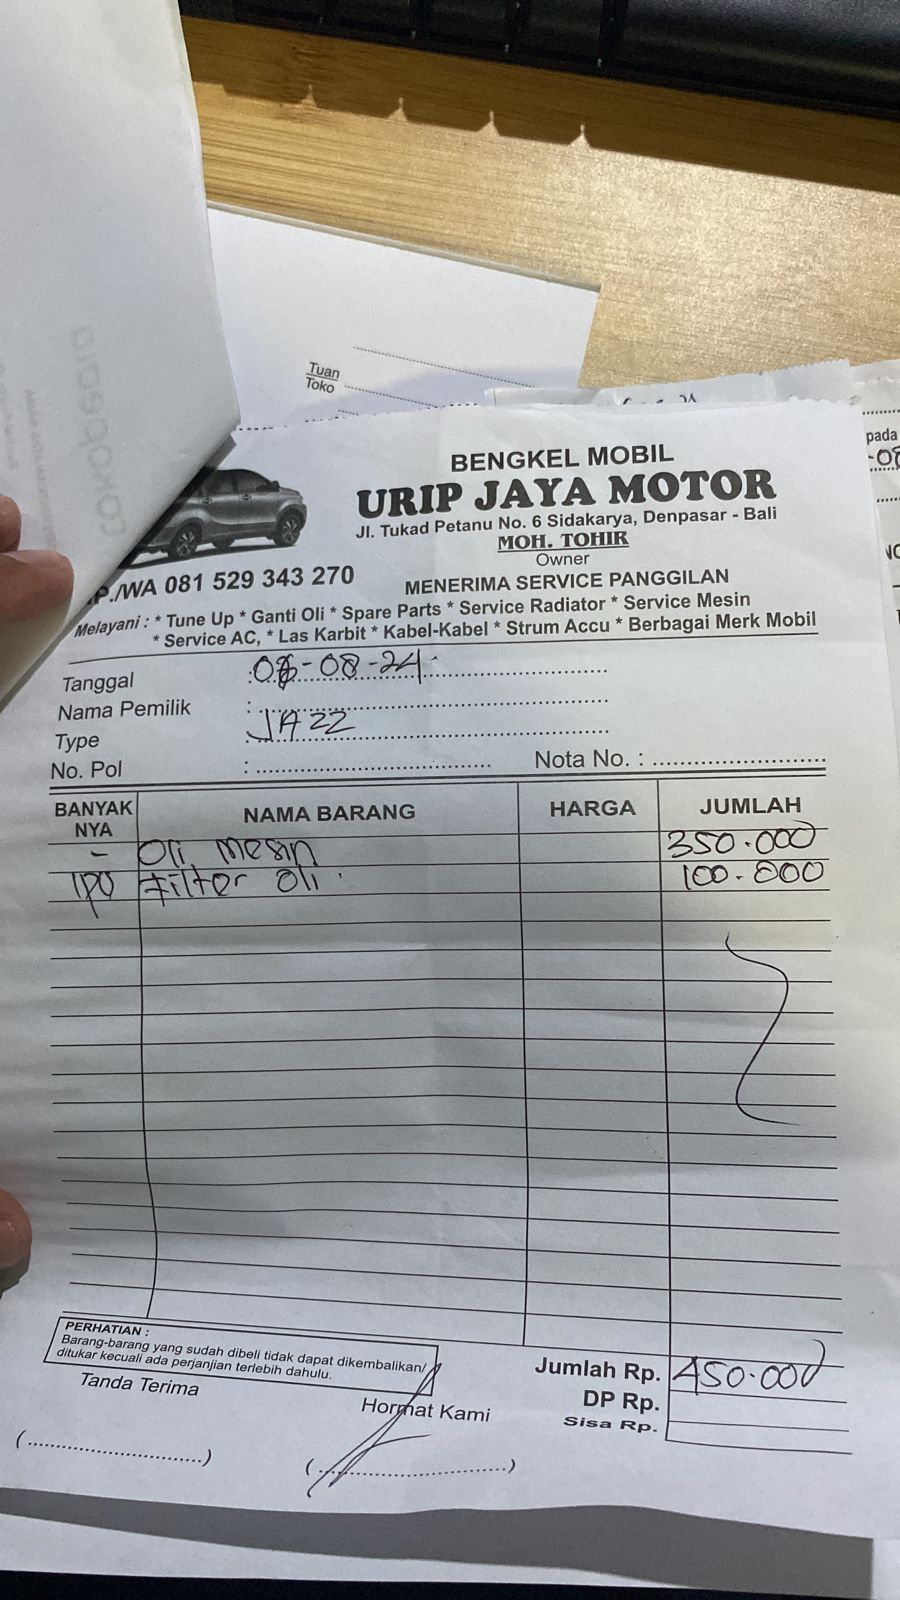 Tuan
Toko
pada
BENGKEL MOBIL
URIP JAYA MOTOR
Jl. Tukad Petanu No. 6 Sidakarya, Denpasar - Bali
MOH. TOHIR
Owner
P./WA 081 529 343 270
MENERIMA SERVICE PANGGILAN
Melayani : * Tune Up * Ganti Oli * Spare Parts * Service Radiator * Service Mesin
* Service AC, * Las Karbit * Kabel-Kabel * Strum Accu * Berbagai Merk Mobil
Tanggal : -08-24
Nama Pemilik :
Type : JAZZ
No. Pol : Nota No. :
BANYAK NYA NAMA BARANG HARGA JUMLAH
- Oli mesin 350.000
Filter Oli 100.000
PERHATIAN :
Barang-barang yang sudah dibeli tidak dapat dikembalikan/
ditukar kecuali ada perjanjian terlebih dahulu.
Jumlah Rp. 450.000
DP Rp.
Sisa Rp.
Tanda Terima
Hormat Kami
(..............................)
(..............................)